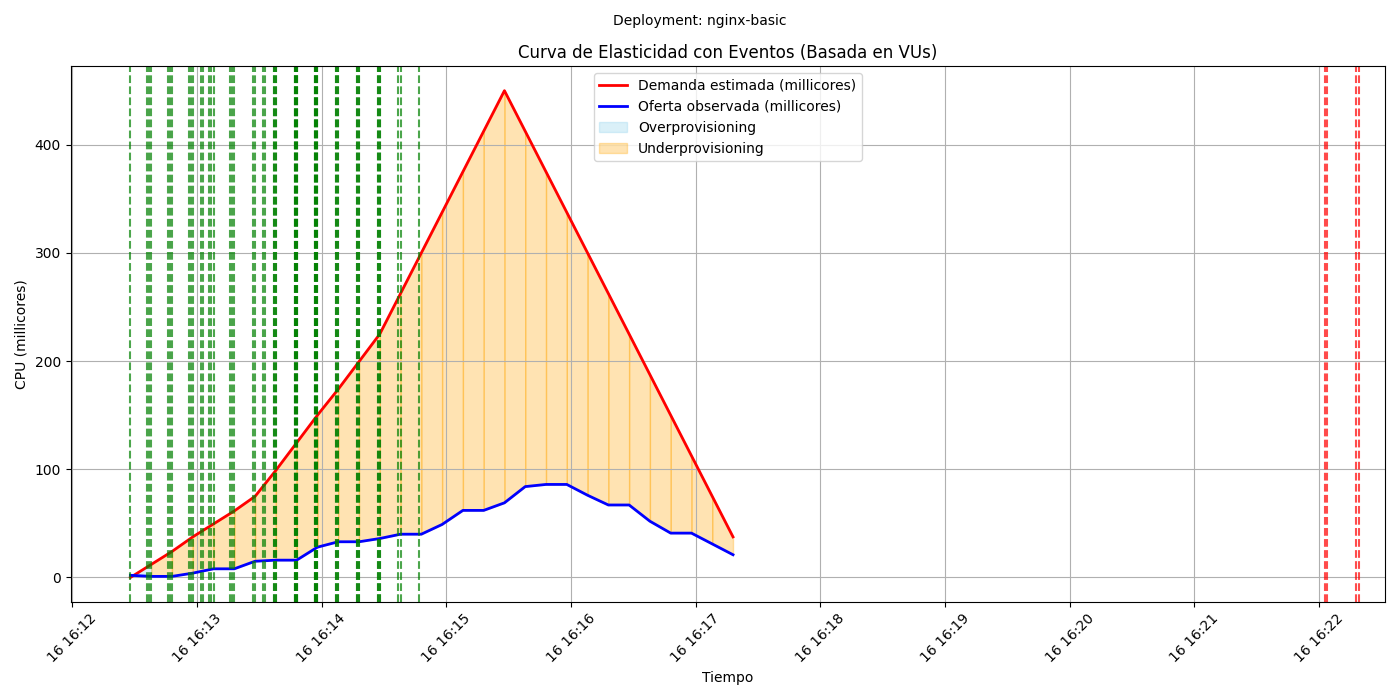 Deployment: nginx-basic
Curva de Elasticidad con Eventos (Basada en VUs)
Demanda estimada (millicores)
Oferta observada (millicores)
Overprovisioning
Underprovisioning
CPU (millicores)
400
300
200
100
0
16 16:12
16 16:13
16 16:14
16 16:15
16 16:16
16 16:17
16 16:18
16 16:19
16 16:20
16 16:21
16 16:22
Tiempo